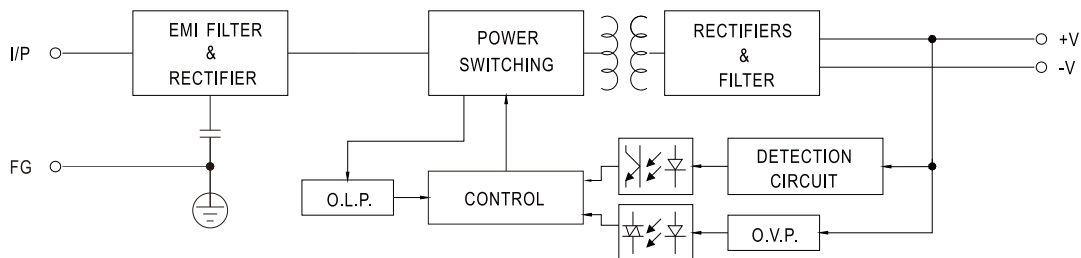 I/P
EMI FILTER
&
RECTIFIER
POWER
SWITCHING
RECTIFIERS
&
FILTER
+V
-V
FG
O.L.P.
CONTROL
DETECTION
CIRCUIT
O.V.P.